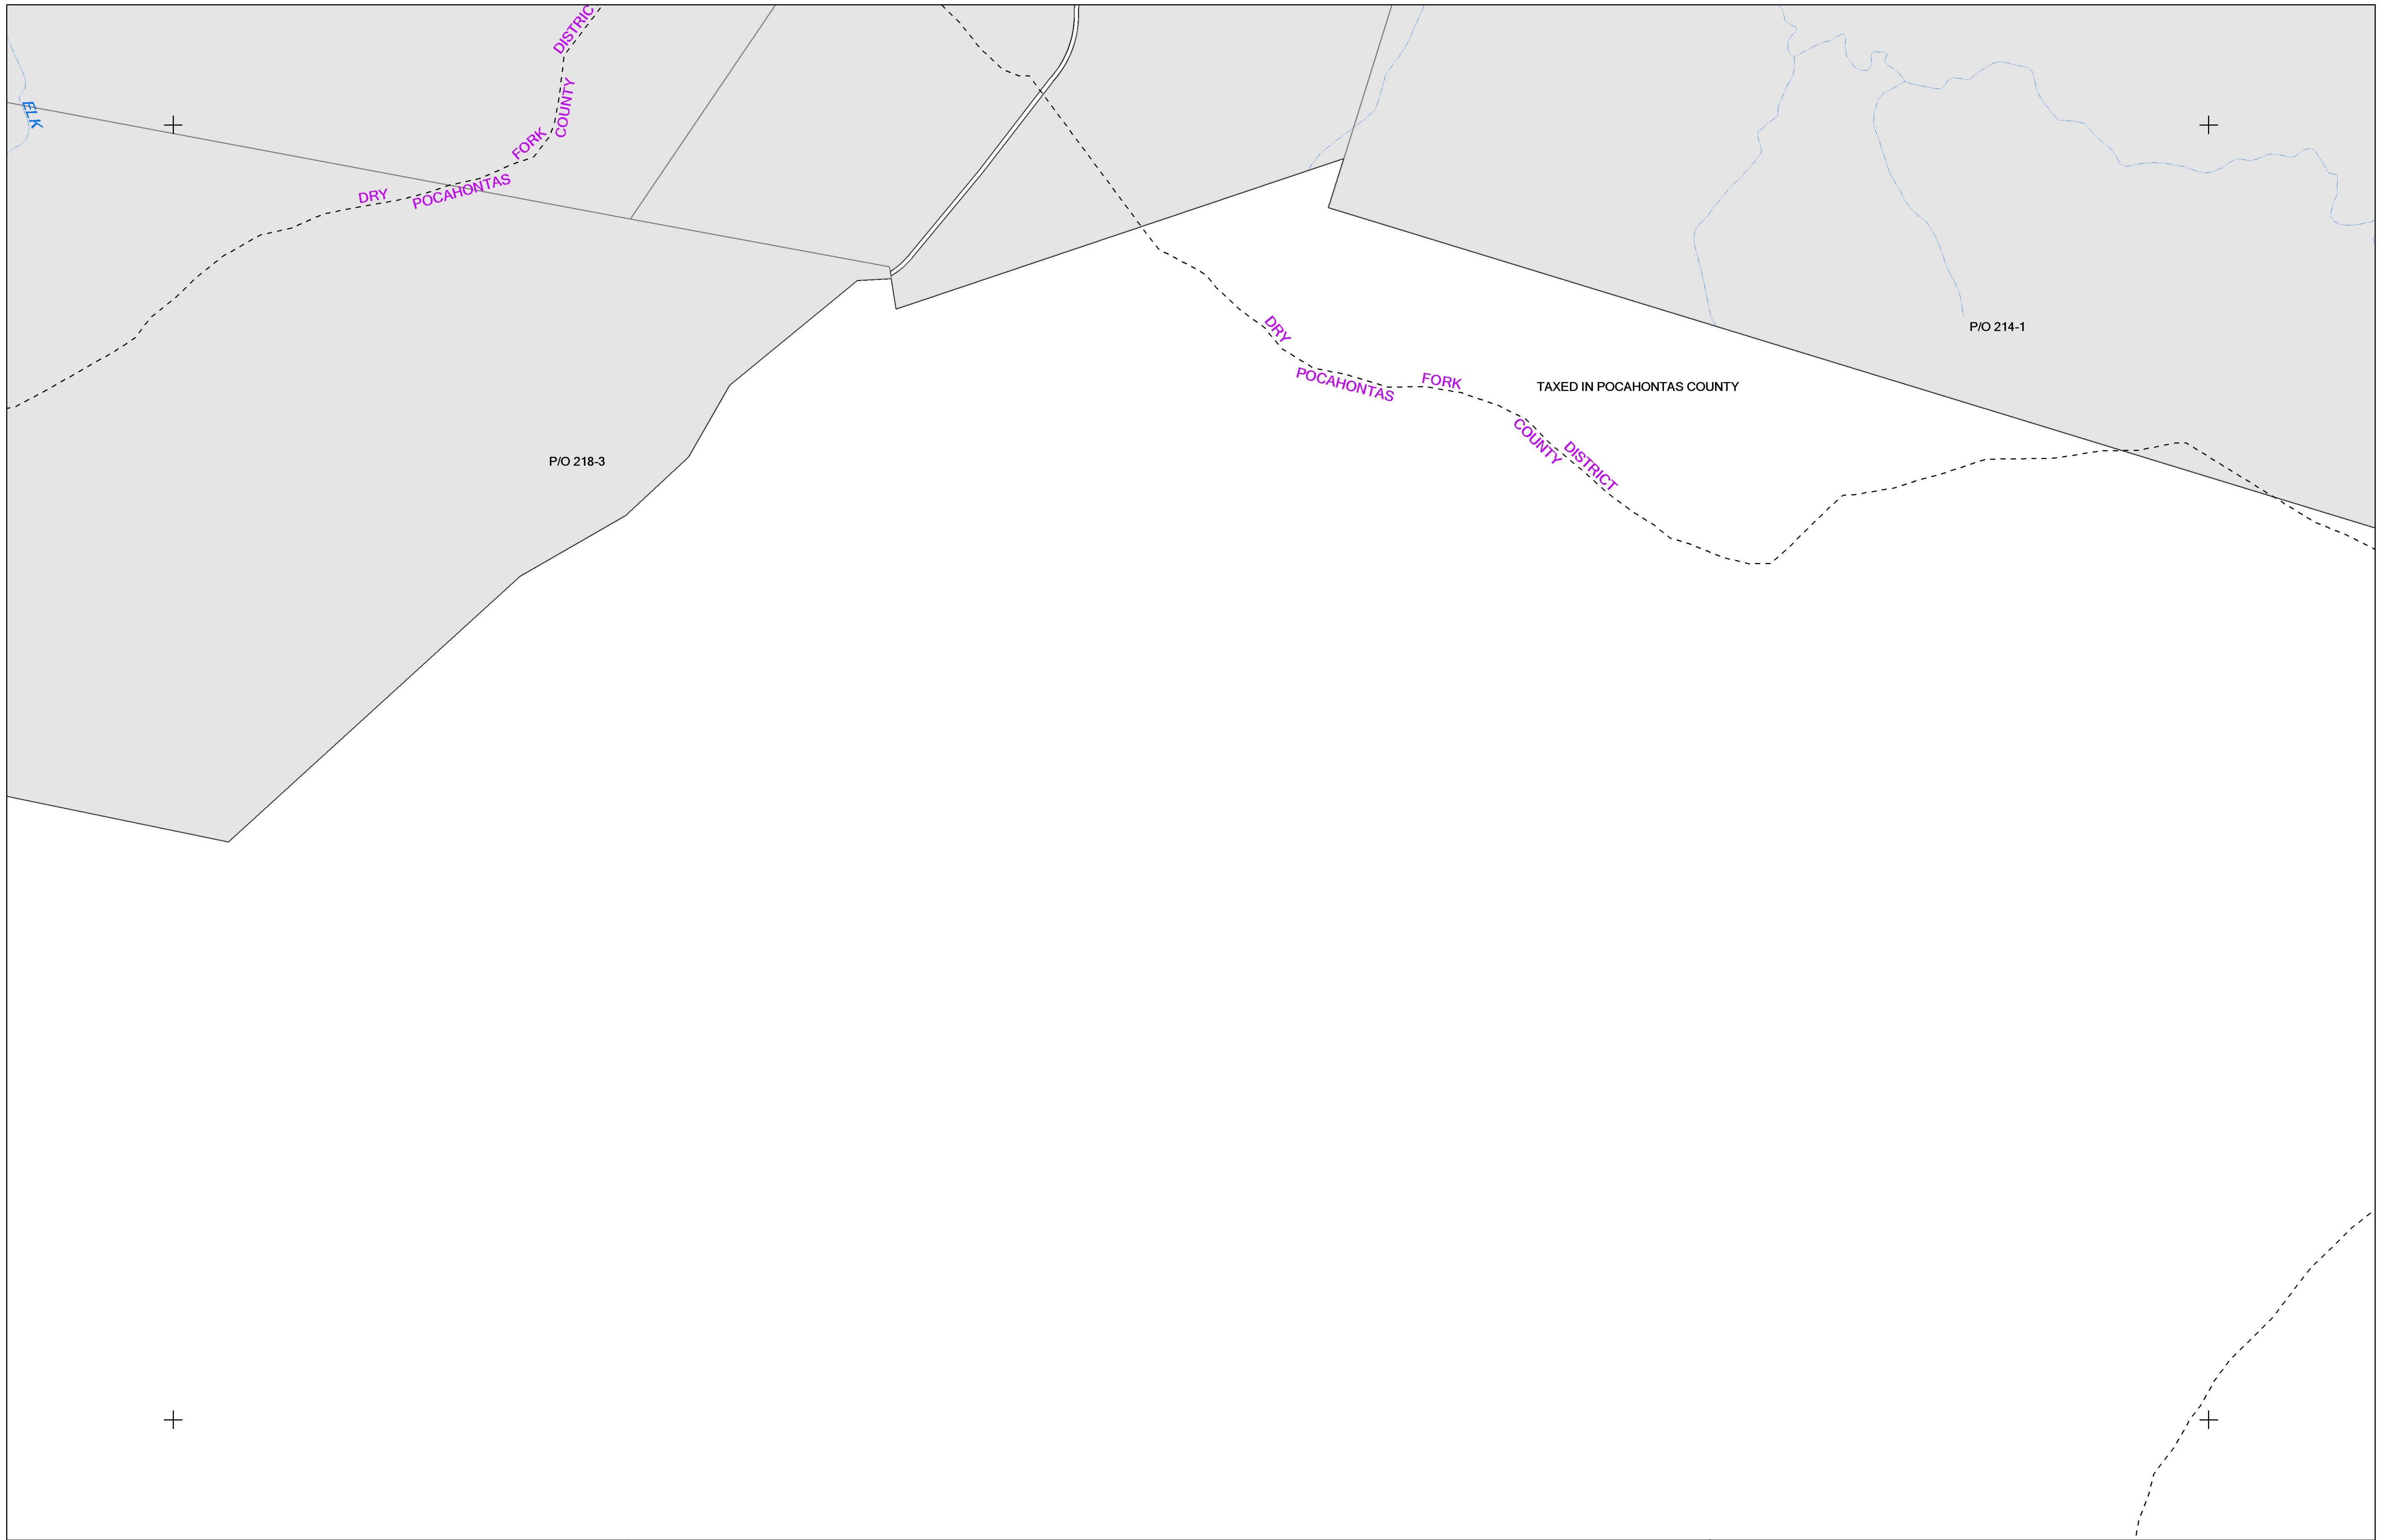 DISTRIC
COUNTY
FORK
DRY
POCAHONTAS
ELK
DRY
FORK
DISTRICT
POCAHONTAS
COUNTY
P/O 214-1
TAXED IN POCAHONTAS COUNTY
P/O 218-3